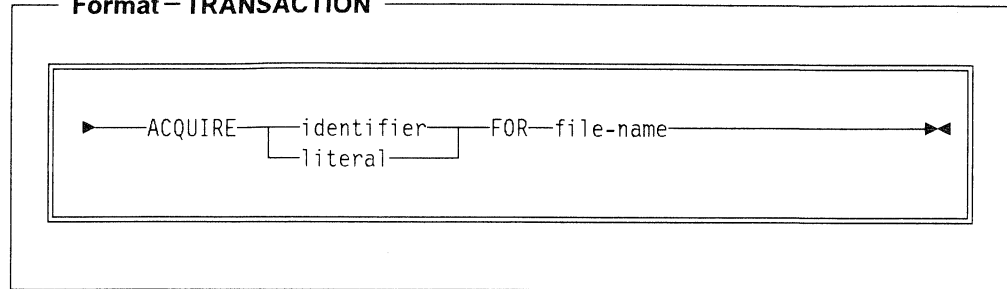 Format — TRANSACTION
ACQUIRE identifier FOR file-name
literal